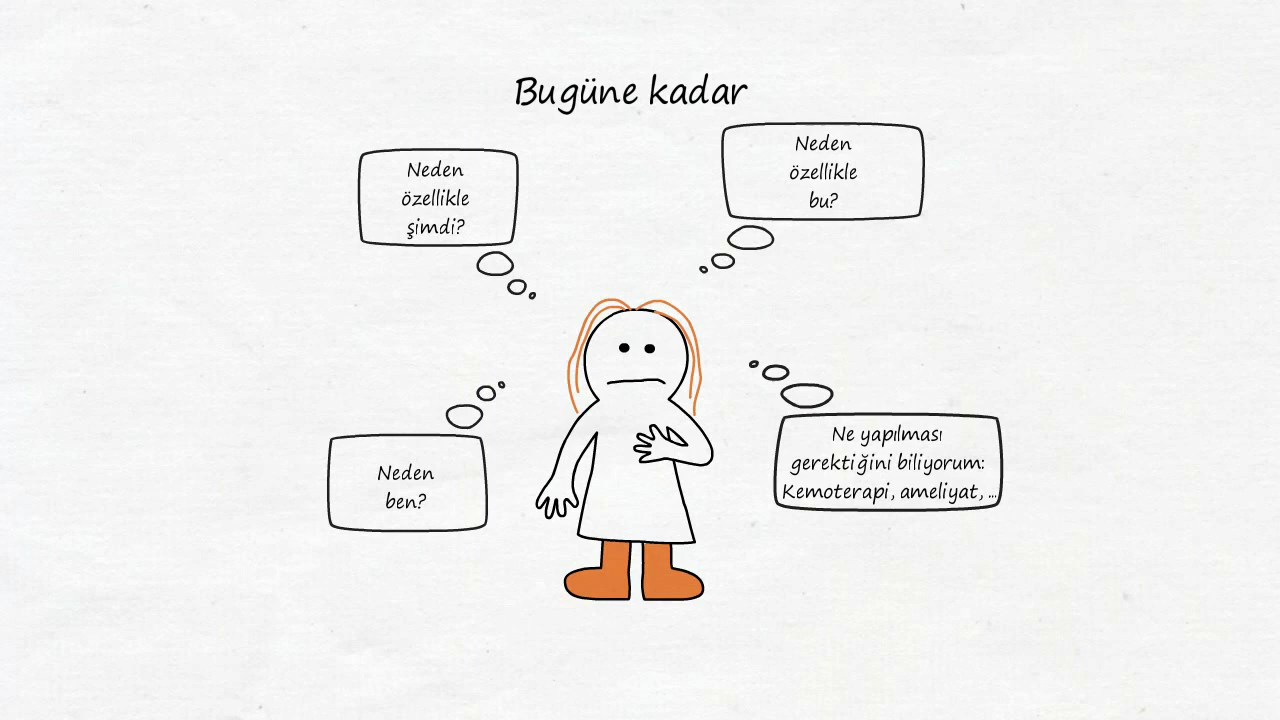 Bugüne kadar
Neden
özellikle
şimdi?
Neden
özellikle
bu?
Neden
ben?
Ne yapılması
gerektiğini biliyorum:
Kemoterapi, ameliyat, ...